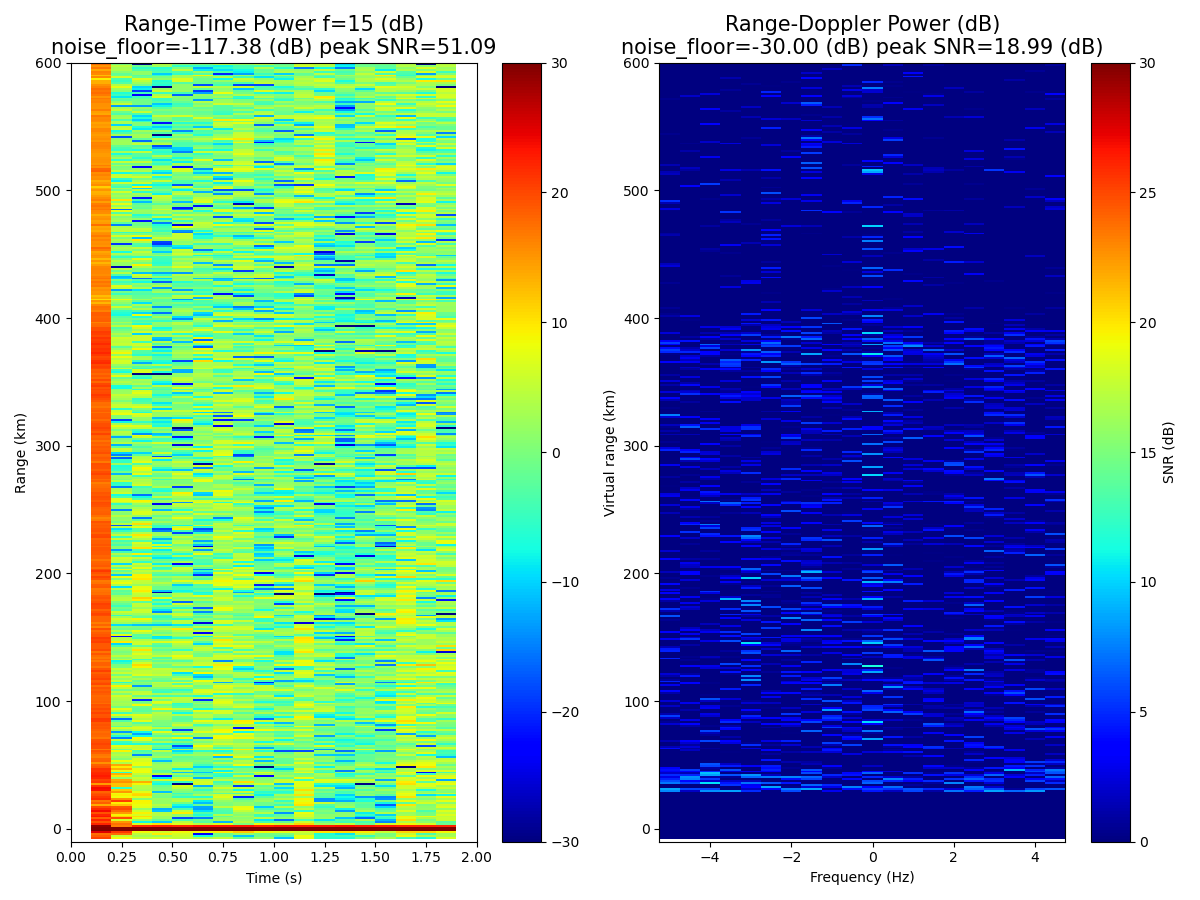 Range-Time Power f=15 (dB)
noise_floor=-117.38 (dB) peak SNR=51.09
Range (km)
600
500
400
300
200
100
0
0.00 0.25 0.50 0.75 1.00 1.25 1.50 1.75 2.00
Time (s)
30
20
10
0
−10
−20
−30
Range-Doppler Power (dB)
noise_floor=-30.00 (dB) peak SNR=18.99 (dB)
Virtual range (km)
600
500
400
300
200
100
0
−4 −2 0 2 4
Frequency (Hz)
30
25
20
15
10
5
0
SNR (dB)